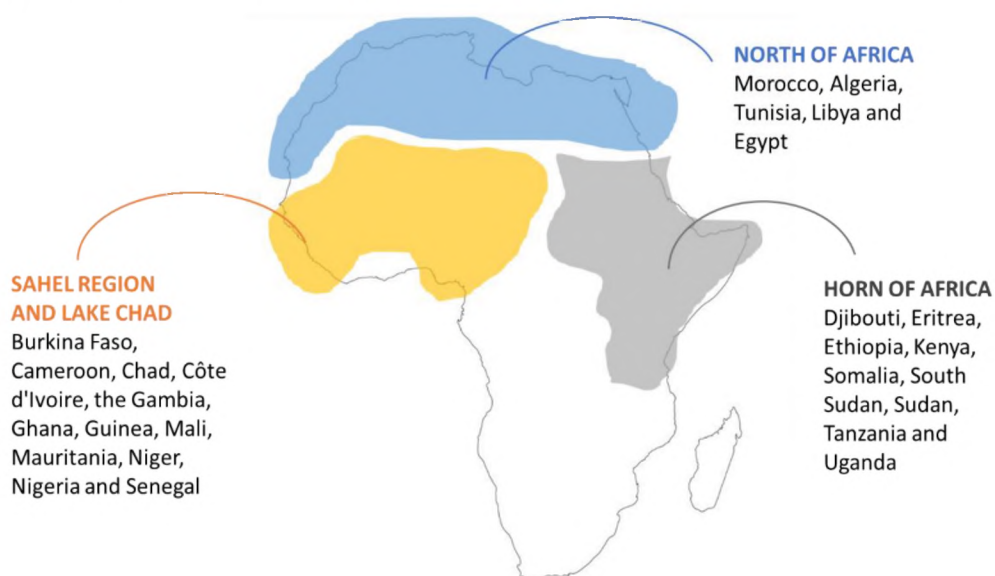 NORTH OF AFRICA
Morocco, Algeria,
Tunisia, Libya and
Egypt
SAHEL REGION
AND LAKE CHAD
Burkina Faso,
Cameroon, Chad, Côte
d'Ivoire, the Gambia,
Ghana, Guinea, Mali,
Mauritania, Niger,
Nigeria and Senegal
HORN OF AFRICA
Djibouti, Eritrea,
Ethiopia, Kenya,
Somalia, South
Sudan, Sudan,
Tanzania and
Uganda